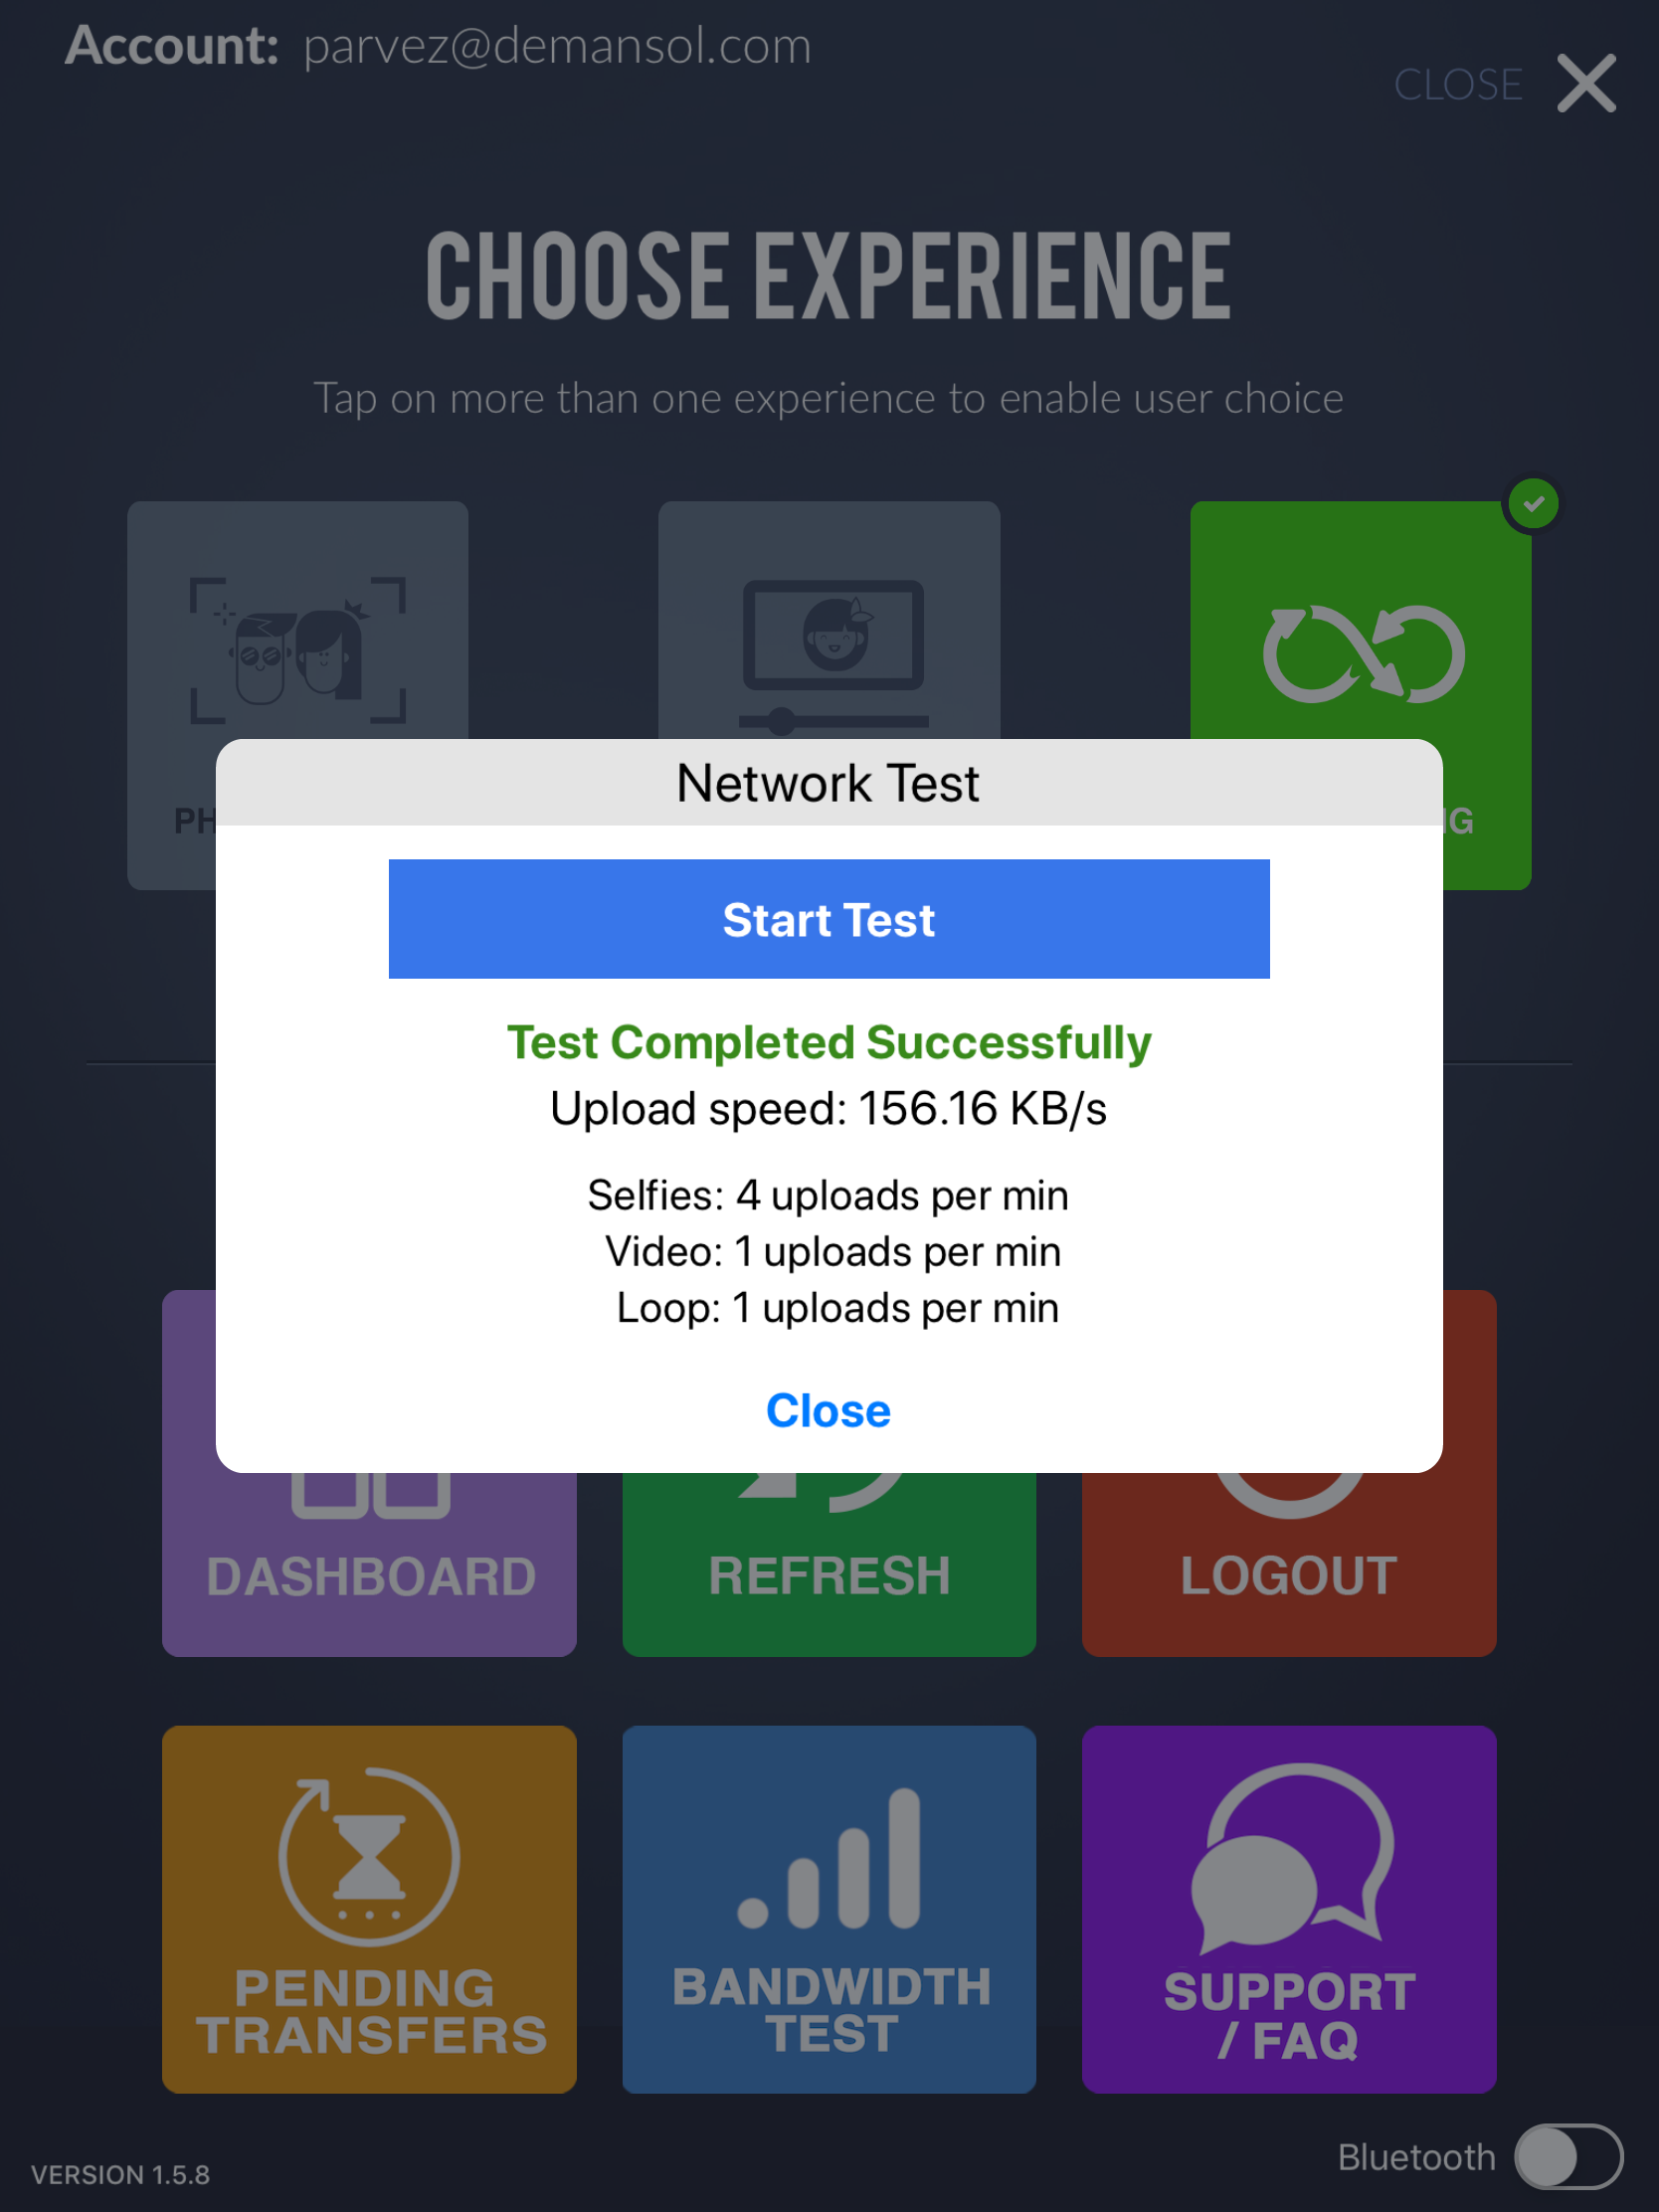 Account: parvez@demansol.com
CLOSE
CHOOSE EXPERIENCE
Tap on more than one experience to enable user choice
PH
G
Network Test
Start Test
Test Completed Successfully
Upload speed: 156.16 KB/s
Selfies: 4 uploads per min
Video: 1 uploads per min
Loop: 1 uploads per min
Close
DASHBOARD
REFRESH
LOGOUT
PENDING
TRANSFERS
BANDWIDTH
TEST
SUPPORT
/ FAQ
Bluetooth
VERSION 1.5.8